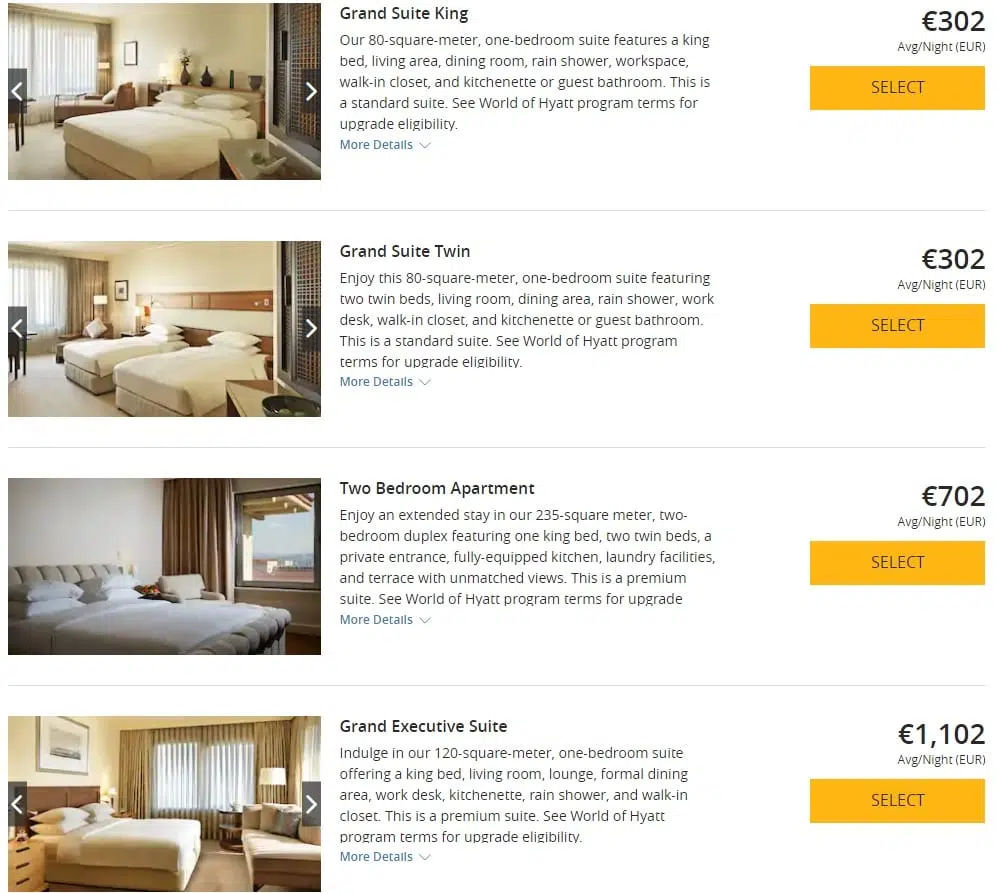 Grand Suite King
Our 80-square-meter, one-bedroom suite features a king
bed, living area, dining room, rain shower, workspace,
walk-in closet, and kitchenette or guest bathroom. This is
a standard suite. See World of Hyatt program terms for
upgrade eligibility.
More Details
€302
Avg/Night (EUR)
SELECT
Grand Suite Twin
Enjoy this 80-square-meter, one-bedroom suite featuring
two twin beds, living room, dining area, rain shower, work
desk, walk-in closet, and kitchenette or guest bathroom.
This is a standard suite. See World of Hyatt program
terms for upgrade eligibility.
More Details
€302
Avg/Night (EUR)
SELECT
Two Bedroom Apartment
Enjoy an extended stay in our 235-square meter, two-
bedroom duplex featuring one king bed, two twin beds, a
private entrance, fully-equipped kitchen, laundry facilities,
and terrace with unmatched views. This is a premium
suite. See World of Hyatt program terms for upgrade
More Details
€702
Avg/Night (EUR)
SELECT
Grand Executive Suite
Indulge in our 120-square-meter, one-bedroom suite
offering a king bed, living room, lounge, formal dining
area, work desk, kitchenette, rain shower, and walk-in
closet. This is a premium suite. See World of Hyatt
program terms for upgrade eligibility.
More Details
€1,102
Avg/Night (EUR)
SELECT